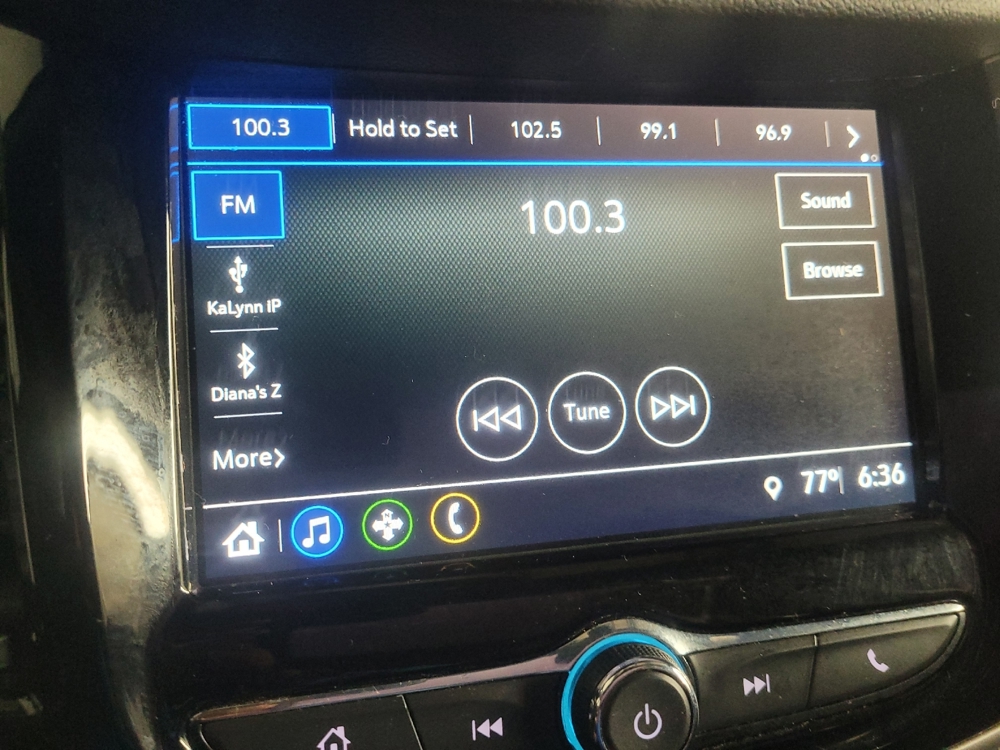 100.3 Hold to Set 102.5 99.1 96.9
FM
100.3
Sound
KaLynn iP
Browse
Diana's Z
Tune
More
77° 6:36